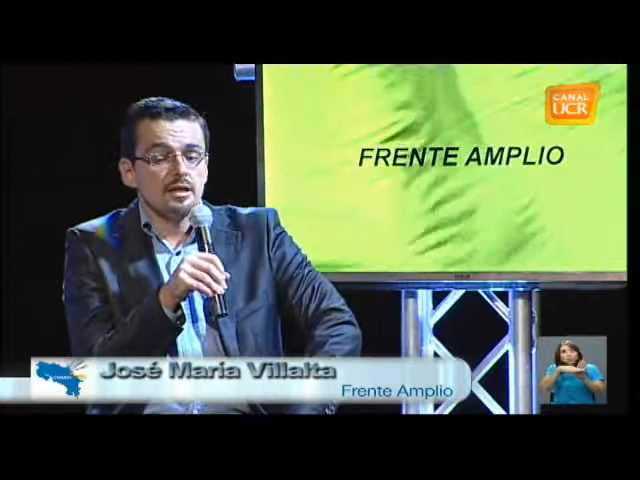 CANAL
UCR
FRENTE AMPLIO
José María Villalta
Frente Amplio